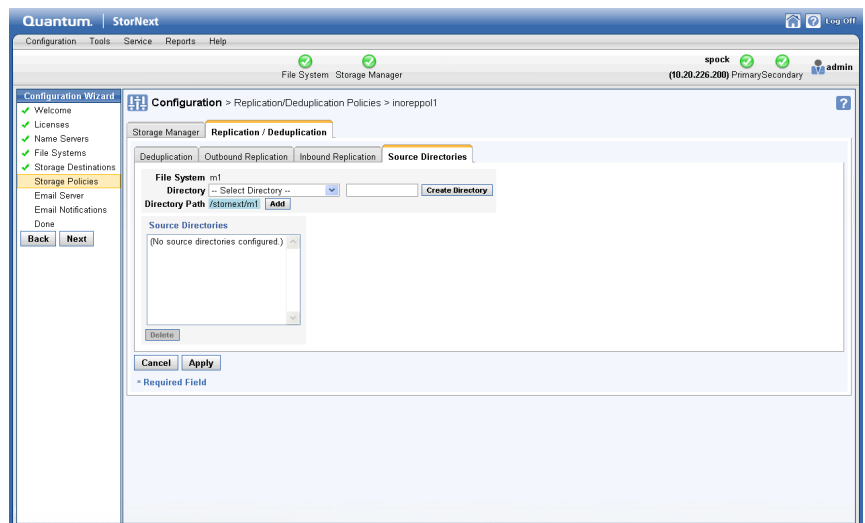 Quantum. StorNext
Log Off
Configuration Tools Service Reports Help
File System Storage Manager
spock
(10.20.226.200) Primary Secondary
admin
Configuration Wizard
Welcome
Licenses
Name Servers
File Systems
Storage Destinations
Storage Policies
Email Server
Email Notifications
Done
Back Next
Configuration > Replication/Deduplication Policies > inoreppol1
Storage Manager Replication / Deduplication
Deduplication Outbound Replication Inbound Replication Source Directories
File System m1
Directory -- Select Directory -- Create Directory
Directory Path /stornext/m1 Add
Source Directories
(No source directories configured.)
Delete
Cancel Apply
* Required Field